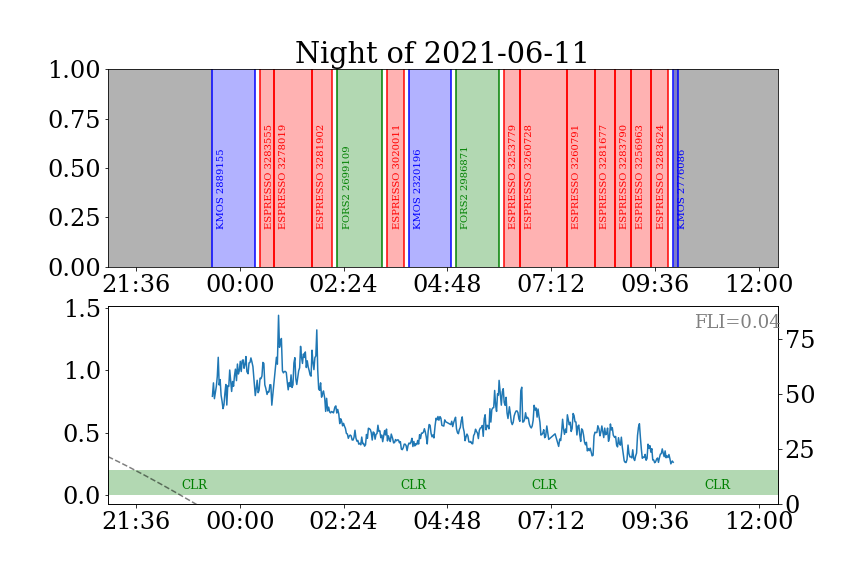 Night of 2021-06-11
1.00
0.75
0.50
0.25
0.00
KMOS 2889155
ESPRESSO 3283555
ESPRESSO 3278019
ESPRESSO 3281902
FORS2 2699109
ESPRESSO 3020011
KMOS 2320196
FORS2 2986871
ESPRESSO 3253779
ESPRESSO 3260728
ESPRESSO 3260791
ESPRESSO 3281677
ESPRESSO 3283790
ESPRESSO 3256963
ESPRESSO 3283624
KMOS 2776086
21:36 00:00 02:24 04:48 07:12 09:36 12:00
FLI=0.04
1.5
1.0
0.5
0.0
75
50
25
0
CLR CLR CLR CLR
21:36 00:00 02:24 04:48 07:12 09:36 12:00